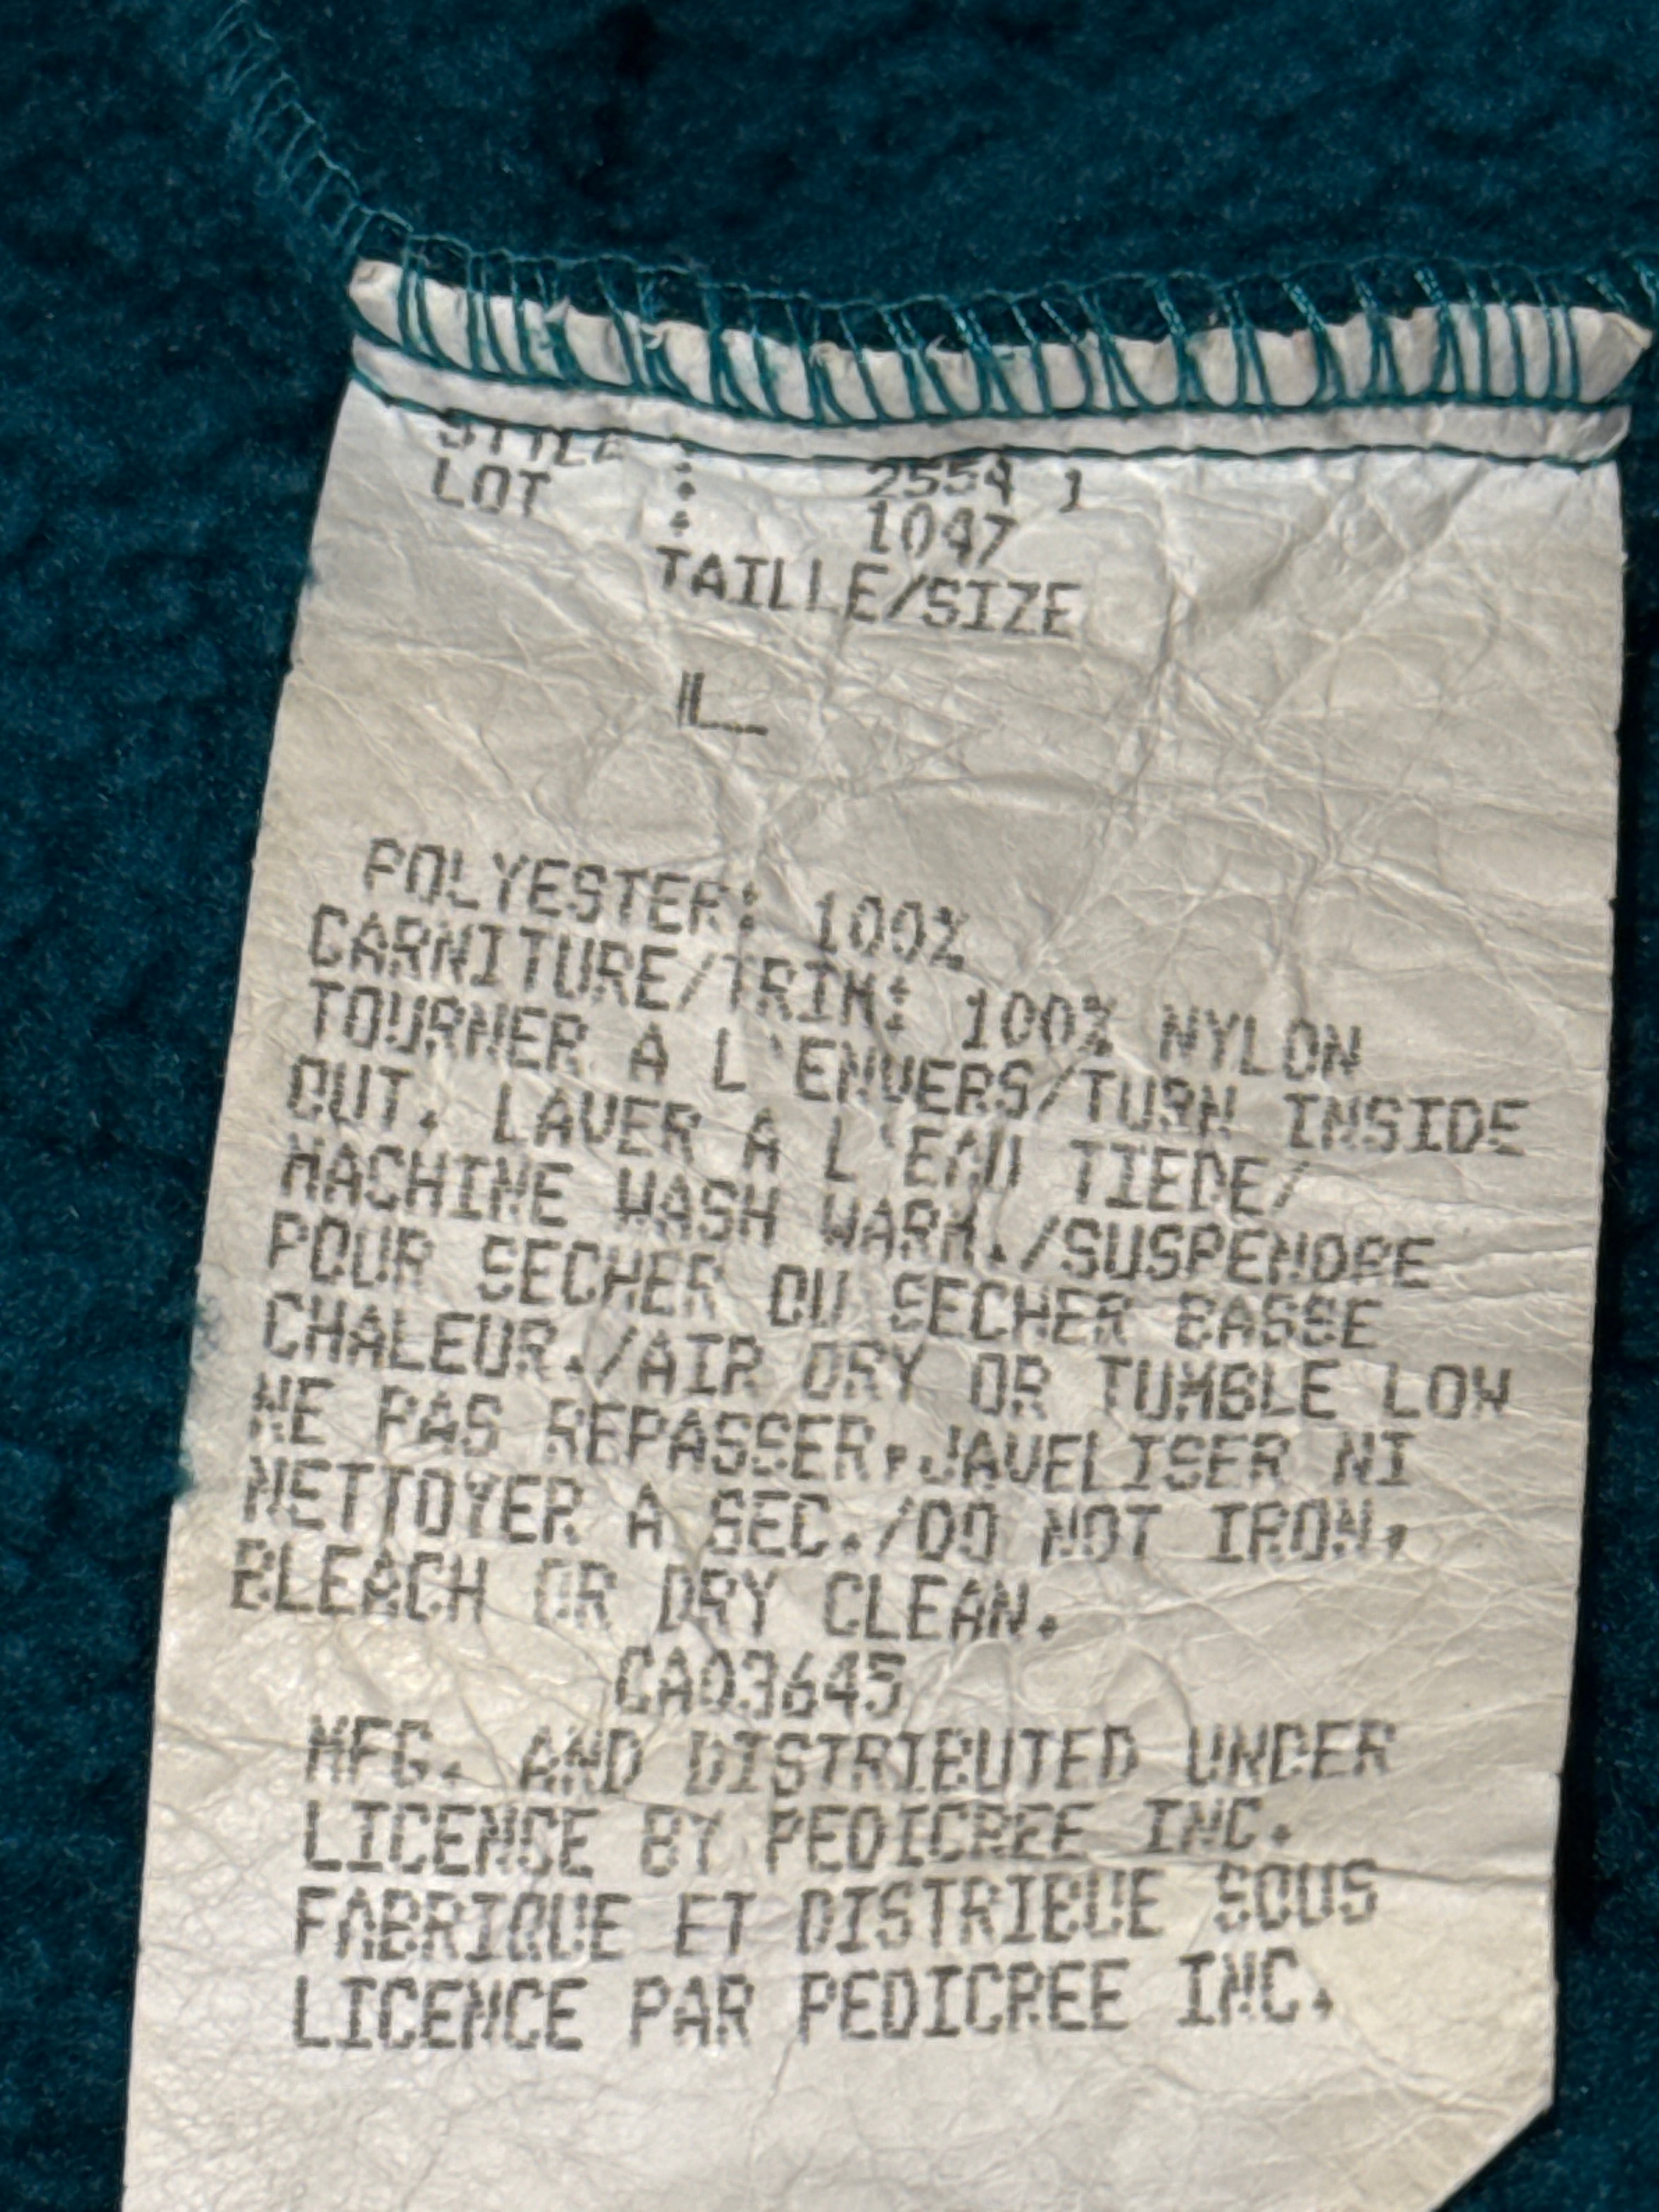 STYLE : 2554 1
LOT : 1047
TAILLE/SIZE
L
POLYESTER: 100%
GARNITURE/TRIM: 100% NYLON
TOURNER A L'ENVERS/TURN INSIDE
OUT. LAVER A L'EAU TIEDE/
MACHINE WASH WARM./SUSPENDRE
POUR SECHER OU SECHER BASSE
CHALEUR./AIR DRY OR TUMBLE LOW
NE PAS REPASSER,JAVELISER NI
NETTOYER A SEC./DO NOT IRON,
BLEACH OR DRY CLEAN.
CA03645
MFG. AND DISTRIBUTED UNDER
LICENCE BY PEDIGREE INC.
FABRIQUE ET DISTRIBUE SOUS
LICENCE PAR PEDIGREE INC.